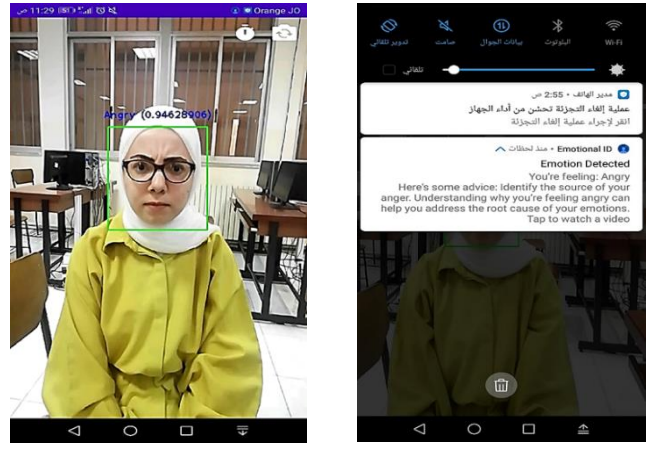 11:29 ص
Orange JO
Angry (0.94628906)
تدوير تلقائي
صامت
بيانات الجوال
البلوتوث
Wi-Fi
تلقائي
مدير الهاتف • 2:55 ص
عملية إلغاء التجزئة تحسّن من أداء الجهاز
انقر لإجراء عملية إلغاء التجزئة
Emotional ID • منذ لحظات
Emotion Detected
You're feeling: Angry
Here's some advice: Identify the source of your
anger. Understanding why you're feeling angry can
help you address the root cause of your emotions.
Tap to watch a video